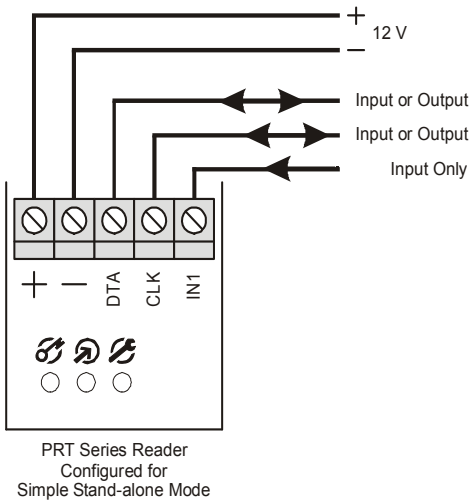 +
12 V
–
Input or Output
Input or Output
Input Only
+ – DTA CLK IN1
PRT Series Reader
Configured for
Simple Stand-alone Mode